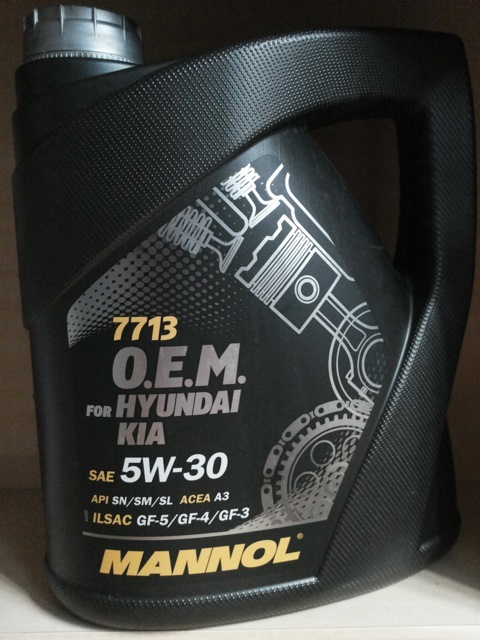 7713
O.E.M.
FOR HYUNDAI
KIA
SAE 5W-30
API SN/SM/SL ACEA A3
ILSAC GF-5/GF-4/GF-3
MANNOL®